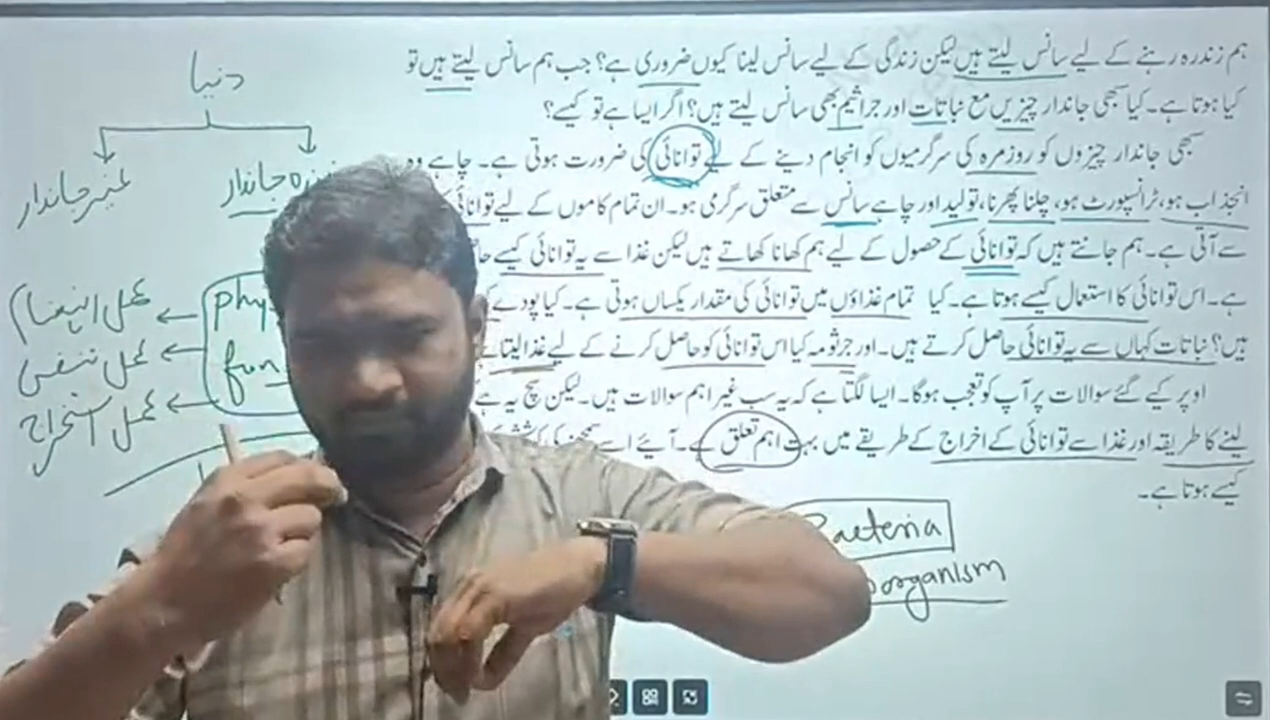 ہم زندہ رہنے کے لیے سانس لیتے ہیں لیکن زندگی کے لیے سانس لینا کیوں ضروری ہے؟ جب ہم سانس لیتے ہیں تو
کیا ہوتا ہے۔ کیا سبھی جاندار چیزیں مع نباتات اور جراثیم بھی سانس لیتے ہیں؟ اگر ایسا ہے تو کیسے؟
سبھی جاندار چیزوں کو روزمرہ کی سرگرمیوں کو انجام دینے کے لیے توانائی کی ضرورت ہوتی ہے۔ چاہے وہ
انجذاب ہو، ٹرانسپورٹ ہو، چلنا پھرنا، تولید اور چاہے سانس سے متعلق سرگرمی ہو۔ ان تمام کاموں کے لیے توانائی
سے آتی ہے۔ ہم جانتے ہیں کہ توانائی کے حصول کے لیے ہم کھانا کھاتے ہیں لیکن غذا سے یہ توانائی کیسے
ہے۔ اس توانائی کا استعمال کیسے ہوتا ہے۔ کیا تمام غذاؤں میں توانائی کی مقدار یکساں ہوتی ہے۔ کیا پودے
ہیں؟ نباتات کہاں سے یہ توانائی حاصل کرتے ہیں۔ اور جرثومہ کیا اس توانائی کو حاصل کرنے کے لیے غذا لیتا
اوپر کیے گئے سوالات پر آپ کو تعجب ہوگا۔ ایسا لگتا ہے کہ یہ سب غیر اہم سوالات ہیں۔ لیکن سچ یہ ہے
لینے کا طریقہ اور غذا سے توانائی کے اخراج کے طریقے میں بہت اہم تعلق ہے۔ آیئے اسے
کیسے ہوتا ہے۔
دنیا
جاندار
غیر جاندار
phy
fun
عمل انہضام
عمل تنفس
عمل استخراج
Bacteria
organism